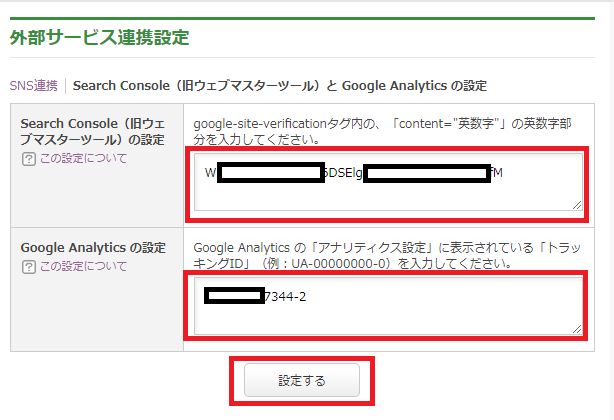 外部サービス連携設定
SNS連携 | Search Console（旧ウェブマスターツール）と Google Analytics の設定
Search Console（旧ウェ
ブマスターツール）の設定
? この設定について
google-site-verificationタグ内の、「content="英数字"」の英数字部
分を入力してください。
W 6DSElg fM
Google Analytics の設定
? この設定について
Google Analytics の「アナリティクス設定」に表示されている「トラッ
キングID」（例：UA-00000000-0）を入力してください。
7344-2
設定する